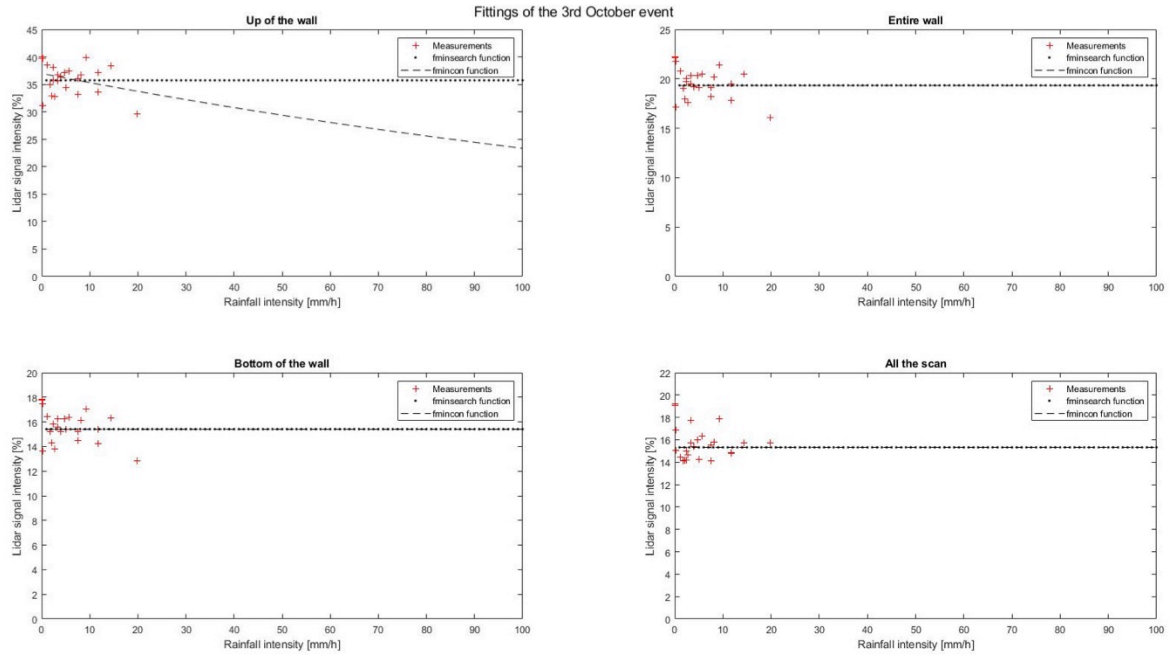 Fittings of the 3rd October event
Up of the wall
Lidar signal intensity [%]
45
40
35
30
25
20
15
10
5
0
Measurements
fminsearch function
fmincon function
0 10 20 30 40 50 60 70 80 90 100
Rainfall intensity [mm/h]
Entire wall
Lidar signal intensity [%]
25
20
15
10
5
0
Measurements
fminsearch function
fmincon function
0 10 20 30 40 50 60 70 80 90 100
Rainfall intensity [mm/h]
Bottom of the wall
Lidar signal intensity [%]
20
18
16
14
12
10
8
6
4
2
0
Measurements
fminsearch function
fmincon function
0 10 20 30 40 50 60 70 80 90 100
Rainfall intensity [mm/h]
All the scan
Lidar signal intensity [%]
22
20
18
16
14
12
10
8
6
4
2
0
Measurements
fminsearch function
fmincon function
0 10 20 30 40 50 60 70 80 90 100
Rainfall intensity [mm/h]